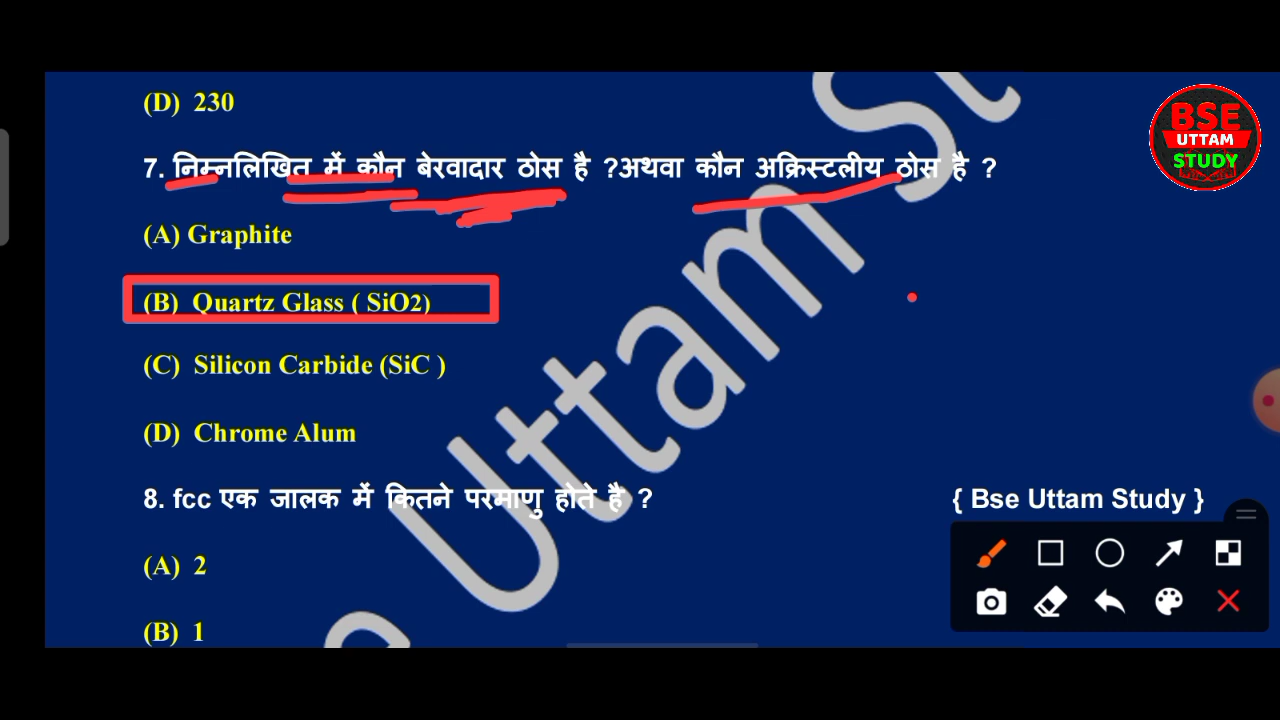 (D) 230
BSE
UTTAM
STUDY
7. निम्नलिखित में कौन बेरवादार ठोस है ?अथवा कौन अक्रिस्टलीय ठोस है ?
(A) Graphite
(B) Quartz Glass ( SiO2)
(C) Silicon Carbide (SiC )
(D) Chrome Alum
8. fcc एक जालक में कितने परमाणु होते है ?
{ Bse Uttam Study }
(A) 2
(B) 1
Uttam